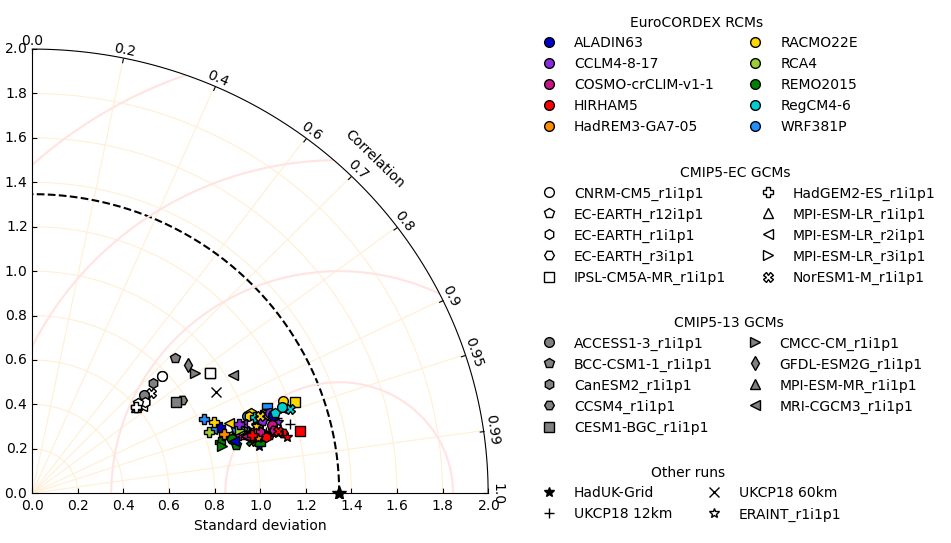 EuroCORDEX RCMs
ALADIN63
CCLM4-8-17
COSMO-crCLIM-v1-1
HIRHAM5
HadREM3-GA7-05
RACMO22E
RCA4
REMO2015
RegCM4-6
WRF381P
CMIP5-EC GCMs
CNRM-CM5_r1i1p1
EC-EARTH_r12i1p1
EC-EARTH_r1i1p1
EC-EARTH_r3i1p1
IPSL-CM5A-MR_r1i1p1
HadGEM2-ES_r1i1p1
MPI-ESM-LR_r1i1p1
MPI-ESM-LR_r2i1p1
MPI-ESM-LR_r3i1p1
NorESM1-M_r1i1p1
CMIP5-13 GCMs
ACCESS1-3_r1i1p1
BCC-CSM1-1_r1i1p1
CanESM2_r1i1p1
CCSM4_r1i1p1
CESM1-BGC_r1i1p1
CMCC-CM_r1i1p1
GFDL-ESM2G_r1i1p1
MPI-ESM-MR_r1i1p1
MRI-CGCM3_r1i1p1
Other runs
HadUK-Grid
UKCP18 12km
UKCP18 60km
ERAINT_r1i1p1
2.0
1.8
1.6
1.4
1.2
1.0
0.8
0.6
0.4
0.2
0.0
0.0
0.2
0.4
0.6
Correlation
0.7
0.8
0.9
0.95
0.99
1.0
0.0
0.2
0.4
0.6
0.8
1.0
1.2
1.4
1.6
1.8
2.0
Standard deviation